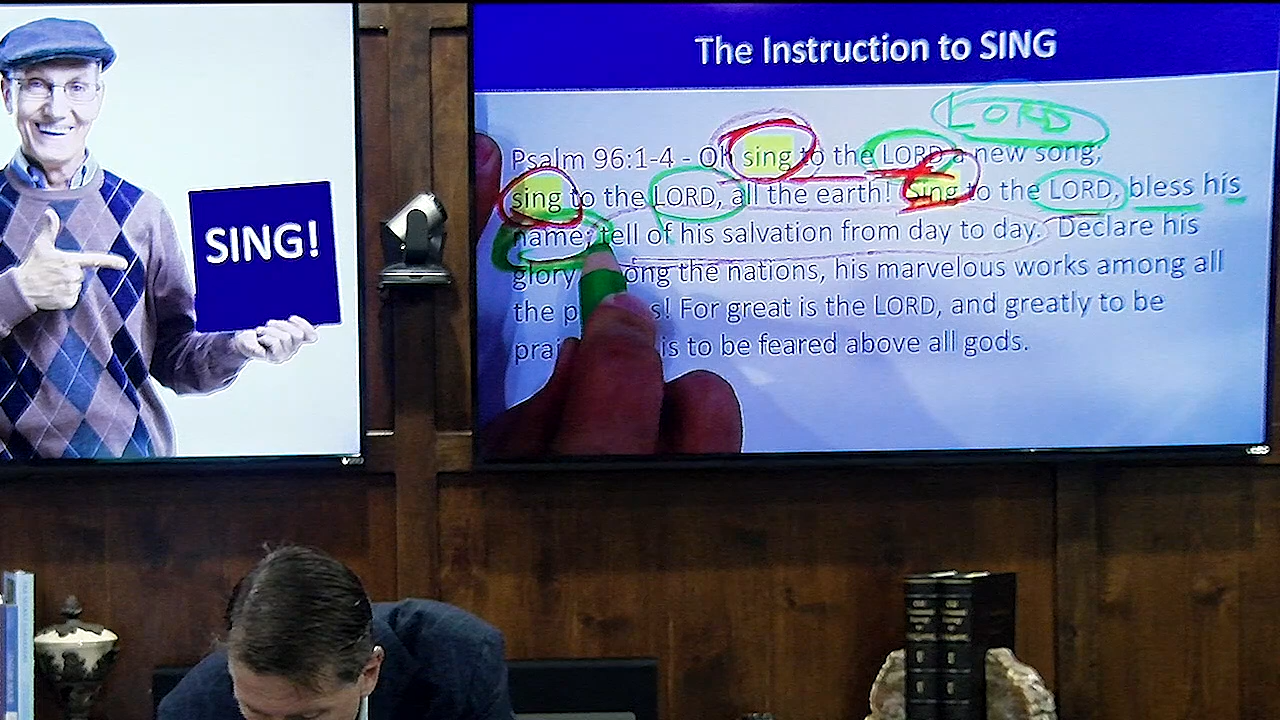 SING!
The Instruction to SING
LORD
Psalm 96:1-4 - Oh sing to the LORD a new song;
sing to the LORD, all the earth! Sing to the LORD, bless his
name; tell of his salvation from day to day. Declare his
glory ong the nations, his marvelous works among all
the p s! For great is the LORD, and greatly to be
prai is to be feared above all gods.